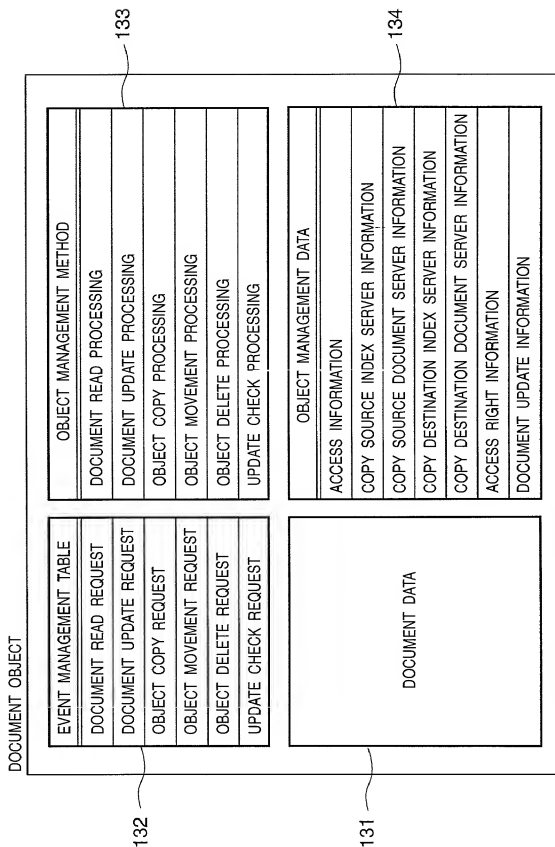 DOCUMENT OBJECT
132
EVENT MANAGEMENT TABLE
DOCUMENT READ REQUEST
DOCUMENT UPDATE REQUEST
OBJECT COPY REQUEST
OBJECT MOVEMENT REQUEST
OBJECT DELETE REQUEST
UPDATE CHECK REQUEST
133
OBJECT MANAGEMENT METHOD
DOCUMENT READ PROCESSING
DOCUMENT UPDATE PROCESSING
OBJECT COPY PROCESSING
OBJECT MOVEMENT PROCESSING
OBJECT DELETE PROCESSING
UPDATE CHECK PROCESSING
131
DOCUMENT DATA
134
OBJECT MANAGEMENT DATA
ACCESS INFORMATION
COPY SOURCE INDEX SERVER INFORMATION
COPY SOURCE DOCUMENT SERVER INFORMATION
COPY DESTINATION INDEX SERVER INFORMATION
COPY DESTINATION DOCUMENT SERVER INFORMATION
ACCESS RIGHT INFORMATION
DOCUMENT UPDATE INFORMATION